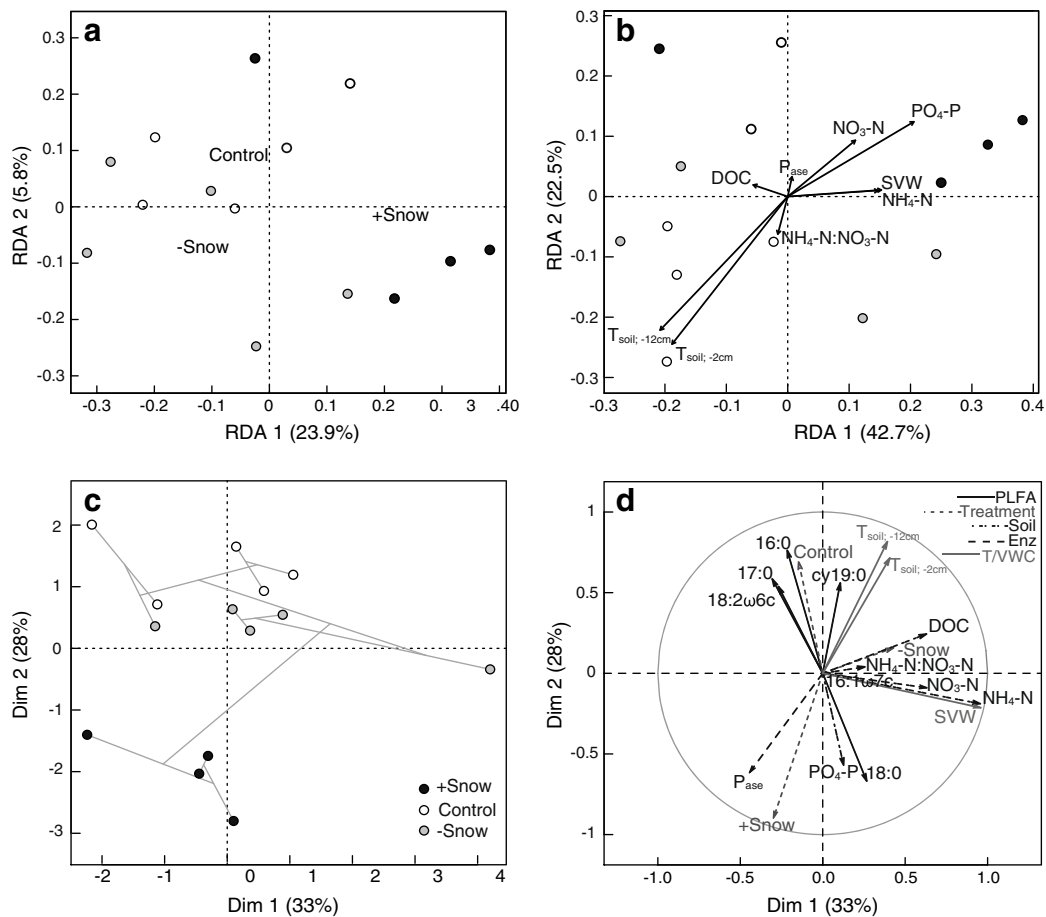 a
0.3
0.2
0.1
0
-0.1
-0.2
-0.3
RDA 2 (5.8%)
Control
+Snow
-Snow
-0.3
-0.2
-0.1
0
0.1
0.2
0.
3
.40
RDA 1 (23.9%)
b
0.3
0.2
0.1
0
-0.1
-0.2
-0.3
RDA 2 (22.5%)
PO₄-P
NO₃-N
Pase
DOC
SVW
NH₄-N
NH₄-N:NO₃-N
Tsoil; -12cm
Tsoil; -2cm
-0.3
-0.2
-0.1
0
0.1
0.2
0.3
0.4
RDA 1 (42.7%)
c
2
1
0
-1
-2
-3
Dim 2 (28%)
+Snow
Control
-Snow
-2
-1
0
1
2
3
4
Dim 1 (33%)
d
PLFA
Treatment
Soil
Enz
T/VWC
1
0.5
0
-0.5
-1
Dim 2 (28%)
Tsoil; -12cm
16:0
Control
Tsoil; -2cm
17:0
cy19:0
18:2ω6c
DOC
-Snow
NH₄-N:NO₃-N
16:1ω7c
NO₃-N
NH₄-N
SVW
PO₄-P
18:0
Pase
+Snow
-1.0
-0.5
0.0
0.5
1.0
Dim 1 (33%)